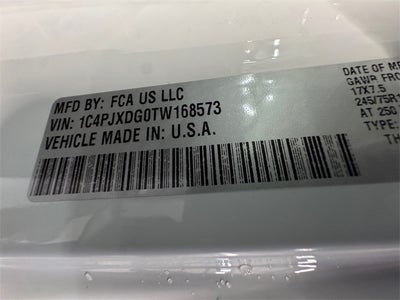 MFD BY: FCA US LLC
VIN: 1C4PJXDG0TW168573
VEHICLE MADE IN: U.S.A.
DATE OF M
GAWR FRO
17X7.5
245/75R1
AT 250
TYPE:
TH